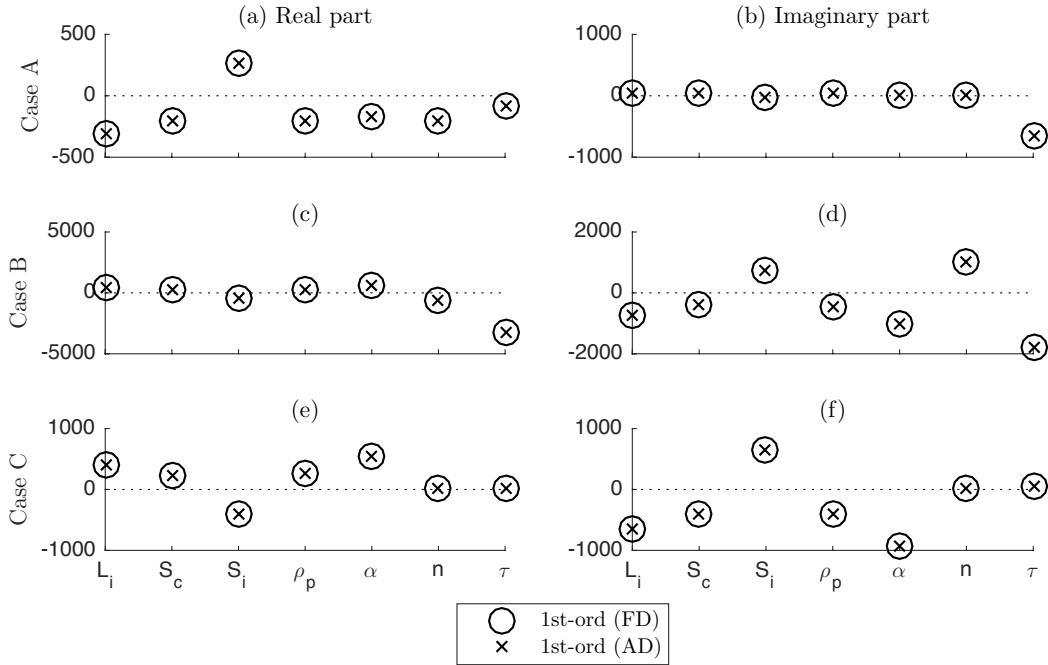 (a) Real part
(b) Imaginary part
Case A
500
0
-500
1000
0
-1000
(c)
(d)
Case B
5000
0
-5000
2000
0
-2000
(e)
(f)
Case C
1000
0
-1000
1000
0
-1000
L_i S_c S_i ρ_p α n τ
L_i S_c S_i ρ_p α n τ
1st-ord (FD)
1st-ord (AD)